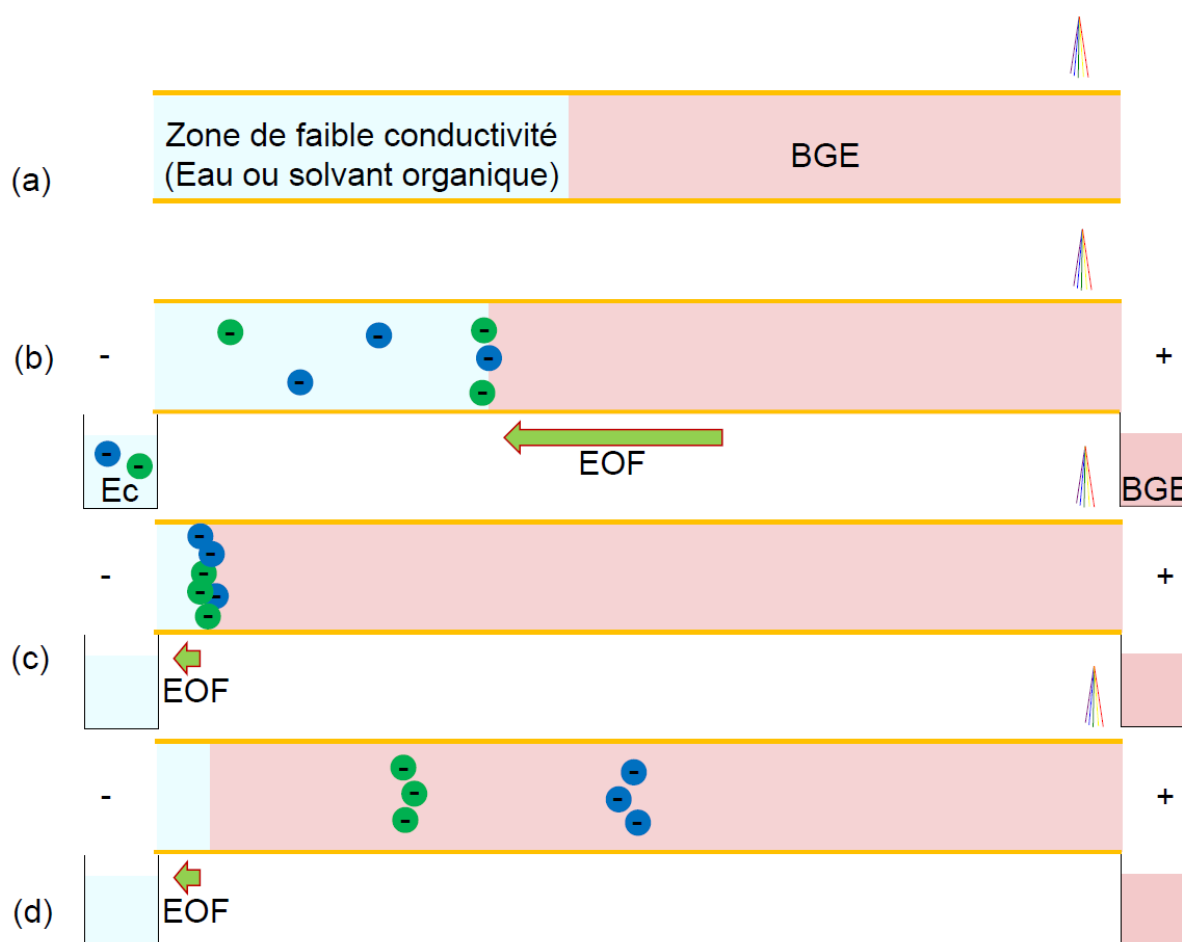 (a)
Zone de faible conductivité
(Eau ou solvant organique)
BGE
(b)
-
- - - - - -
+
- -
Ec
EOF
BGE
-
- - - - - - -
+
(c)
EOF
-
- - - - - -
+
(d)
EOF